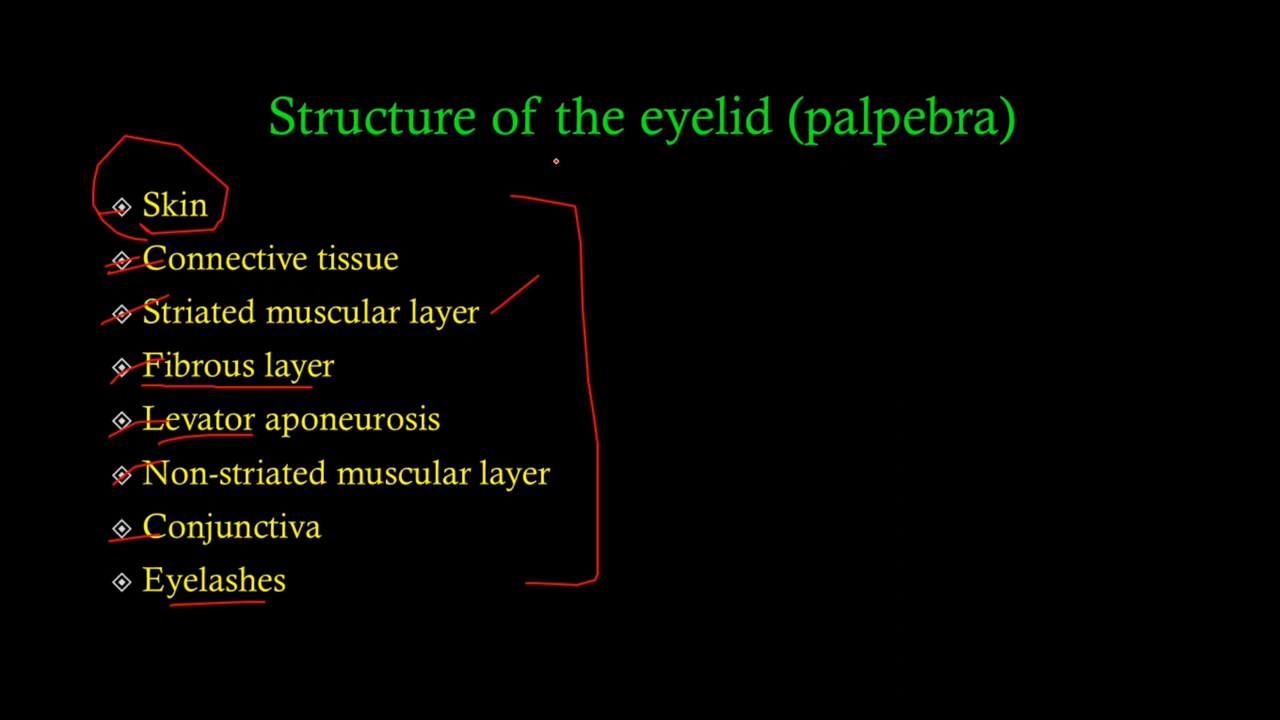 Structure of the eyelid (palpebra)
Skin
Connective tissue
Striated muscular layer
Fibrous layer
Levator aponeurosis
Non-striated muscular layer
Conjunctiva
Eyelashes